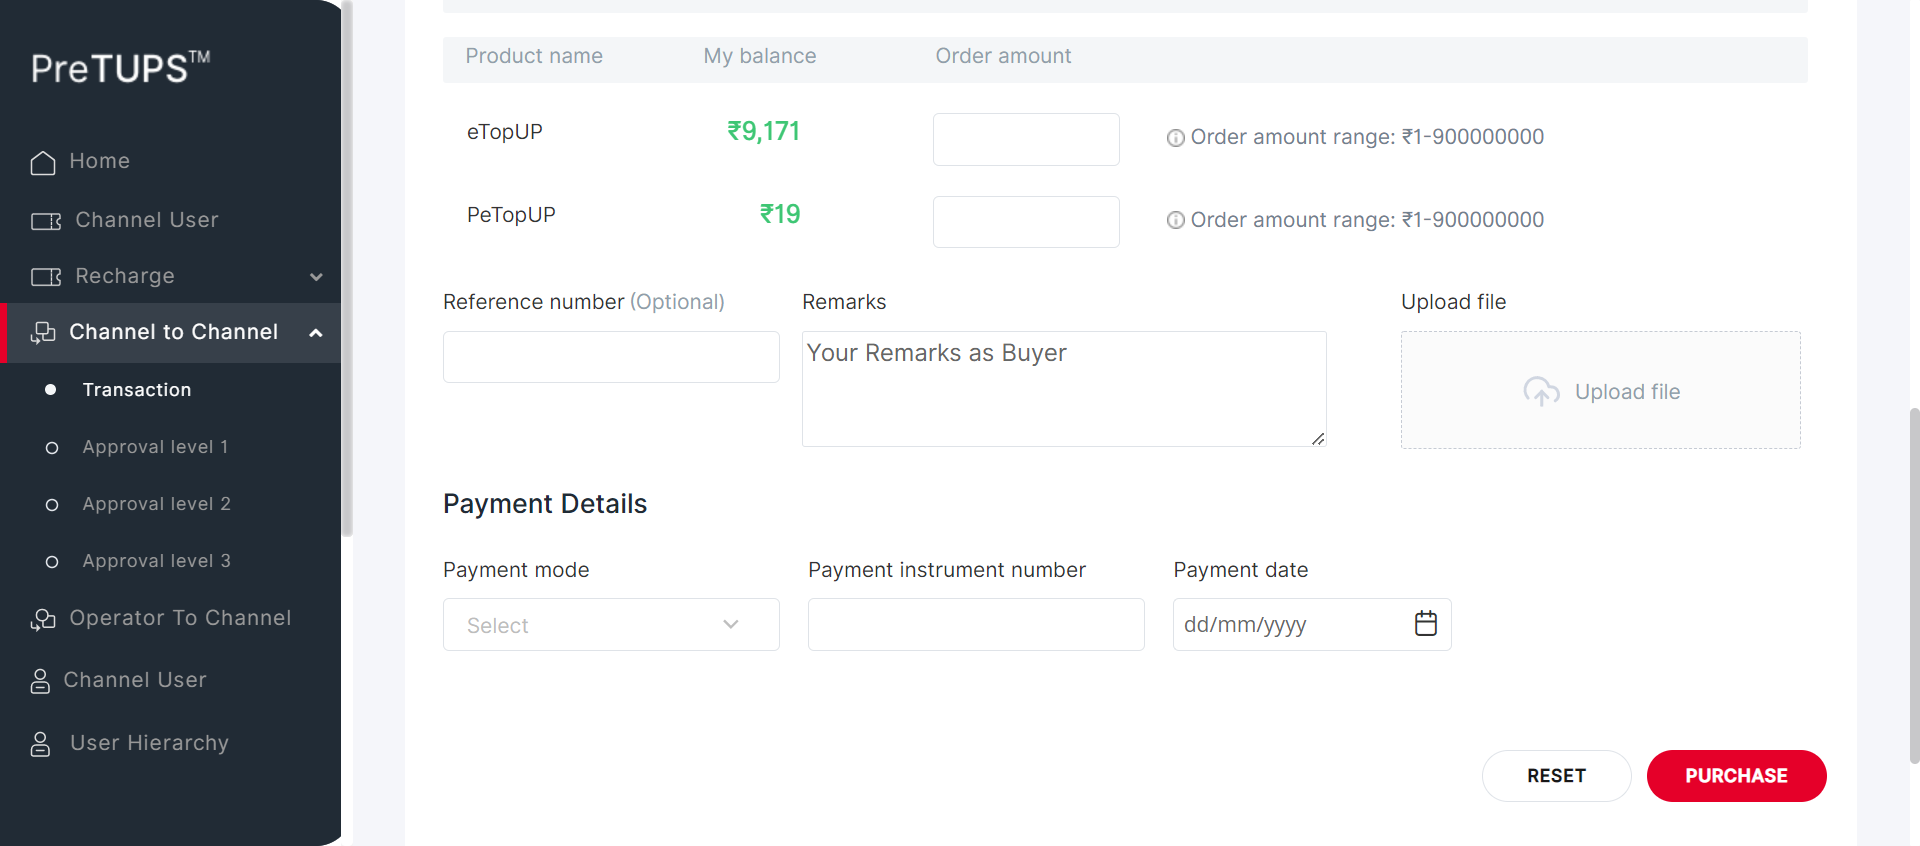 PreTUPS™
Home
Channel User
Recharge
Channel to Channel
Transaction
Approval level 1
Approval level 2
Approval level 3
Operator To Channel
Channel User
User Hierarchy
Product name My balance Order amount
eTopUP ₹9,171 Order amount range: ₹1-900000000
PeTopUP ₹19 Order amount range: ₹1-900000000
Reference number (Optional) Remarks Upload file
Your Remarks as Buyer
Upload file
Payment Details
Payment mode Payment instrument number Payment date
Select dd/mm/yyyy
RESET PURCHASE